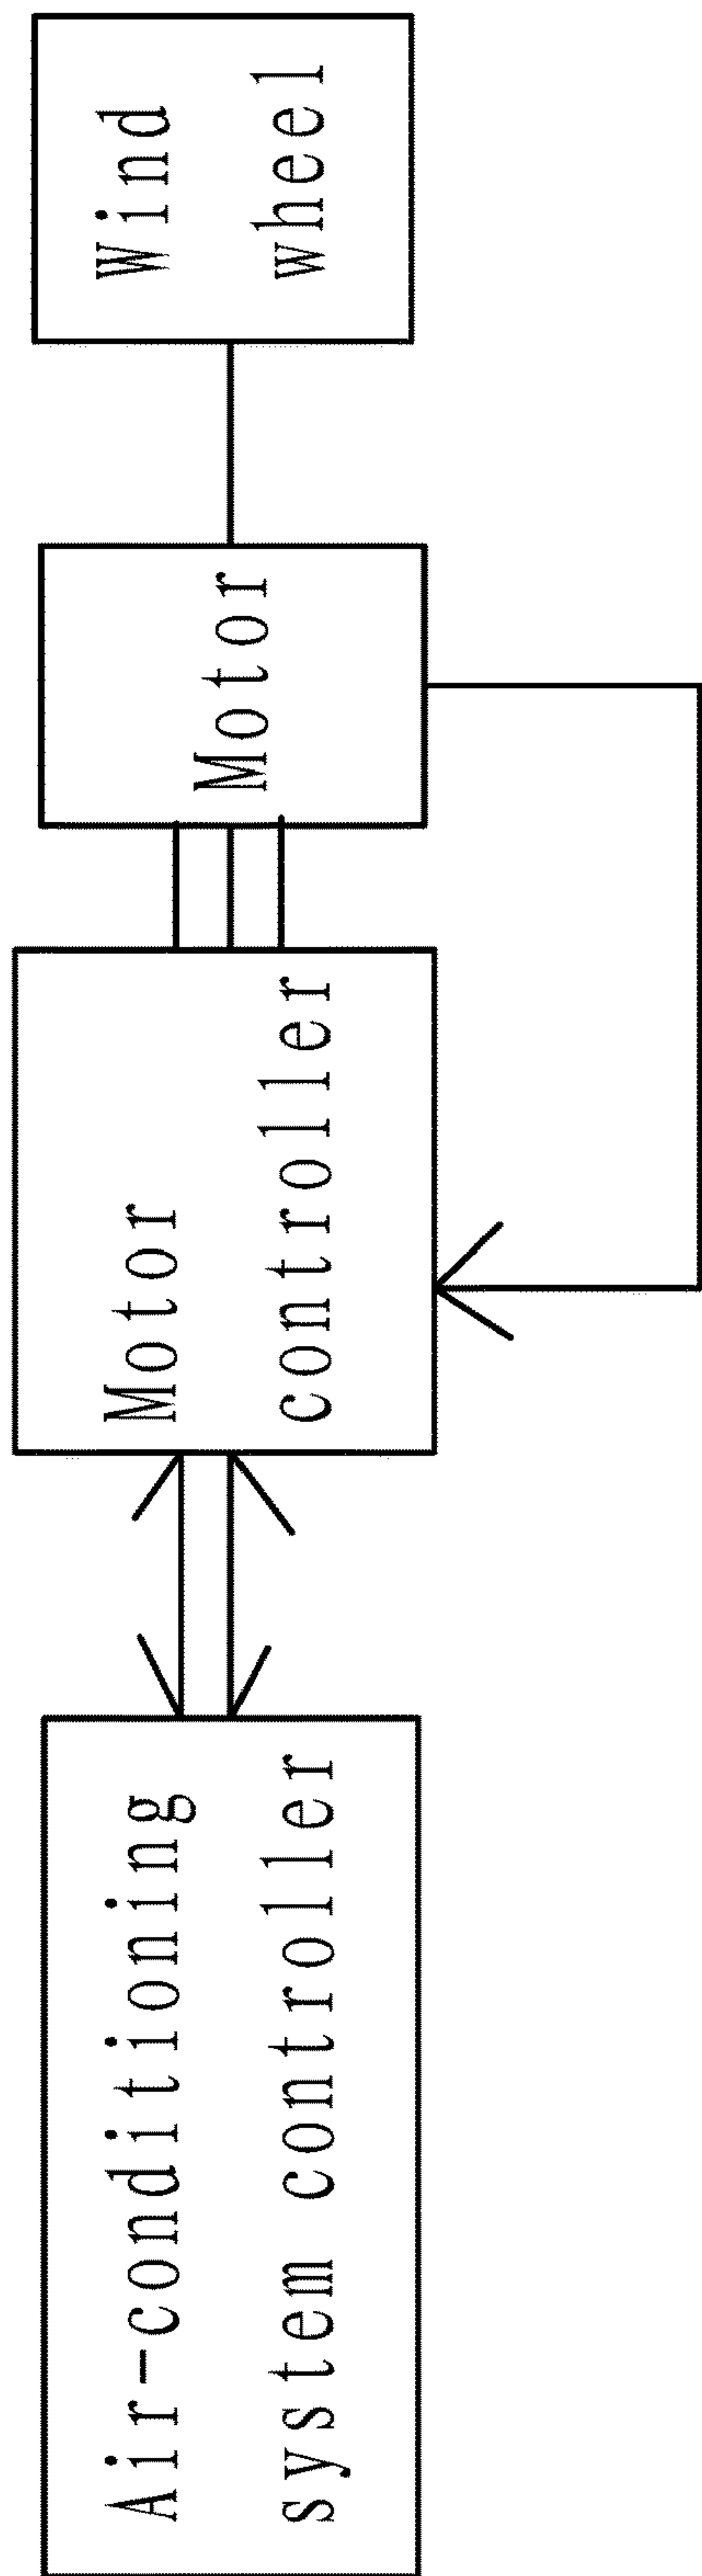 Air-conditioning
system controller
Motor
controller
Motor
Wind
wheel